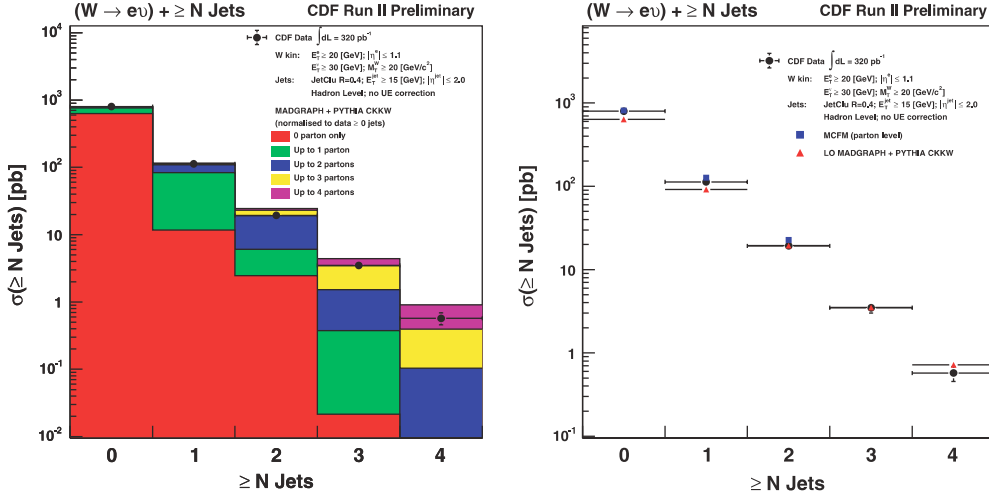 (W → eυ) + ≥ N Jets
CDF Run II Preliminary
CDF Data ∫ dL = 320 pb⁻¹
W kin: E_T^e ≥ 20 [GeV]; |η^e| ≤ 1.1
E_T^ν ≥ 30 [GeV]; M_T^W ≥ 20 [GeV/c²]
Jets: JetClu R=0.4; E_T^jet ≥ 15 [GeV]; |η^jet| ≤ 2.0
Hadron Level; no UE correction
MADGRAPH + PYTHIA CKKW
(normalised to data ≥ 0 jets)
0 parton only
Up to 1 parton
Up to 2 partons
Up to 3 partons
Up to 4 partons
σ(≥ N Jets) [pb]
10⁴
10³
10²
10
1
10⁻¹
10⁻²
0 1 2 3 4
≥ N Jets
(W → eυ) + ≥ N Jets
CDF Run II Preliminary
CDF Data ∫ dL = 320 pb⁻¹
W kin: E_T^e ≥ 20 [GeV]; |η^e| ≤ 1.1
E_T^ν ≥ 30 [GeV]; M_T^W ≥ 20 [GeV/c²]
Jets: JetClu R=0.4; E_T^jet ≥ 15 [GeV]; |η^jet| ≤ 2.0
Hadron Level; no UE correction
MCFM (parton level)
LO MADGRAPH + PYTHIA CKKW
σ(≥ N Jets) [pb]
10³
10²
10
1
10⁻¹
0 1 2 3 4
≥ N Jets